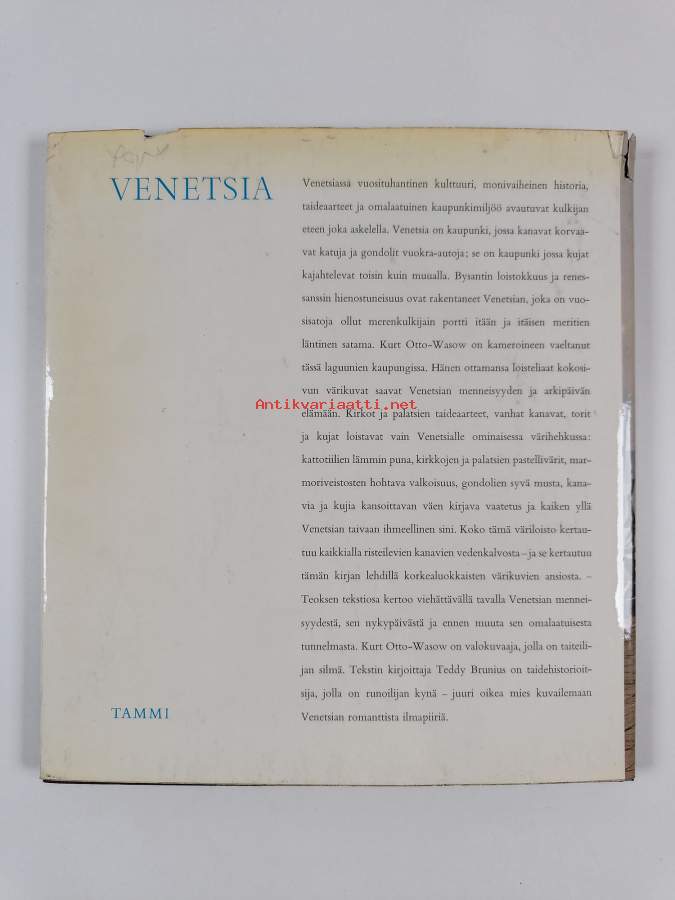 VENETSIA
Venetsiassa vuosituhantinen kulttuuri, monivaiheinen historia,
taideaarteet ja omalaatuinen kaupunkimiljöö avautuvat kulkijan
eteen joka askelella. Venetsia on kaupunki, jossa kanavat korvaa-
vat katuja ja gondolit vuokra-autoja; se on kaupunki jossa kujat
kajahtelevat toisin kuin muualla. Bysantin loistokkuus ja renes-
sanssin hienostuneisuus ovat rakentaneet Venetsian, joka on vuo-
sisatoja ollut merenkulkijain portti itään ja itäisen meritien
läntinen satama. Kurt Otto-Wasow on kameroineen vaeltanut
tässä laguunien kaupungissa. Hänen ottamansa loisteliaat kokosi-
vun värikuvat saavat Venetsian menneisyyden ja arkipäivän
Antikvariaatti.net
elämään. Kirkot ja palatsien taideaarteet, vanhat kanavat, torit
ja kujat loistavat vain Venetsialle ominaisessa värihehkussa:
kattotiilien lämmin puna, kirkkojen ja palatsien pastellivärit, mar-
moriveistosten hohtava valkoisuus, gondolien syvä musta, kana-
via ja kujia kansoittavan väen kirjava vaatetus ja kaiken yllä
Venetsian taivaan ihmeellinen sini. Koko tämä väriloisto kertau-
tuu kaikkialla risteilevien kanavien vedenkalvosta – ja se kertautuu
tämän kirjan lehdillä korkealuokkaisten värikuvien ansiosta. –
Teoksen tekstiosa kertoo viehättävällä tavalla Venetsian mennei-
syydestä, sen nykypäivästä ja ennen muuta sen omalaatuisesta
tunnelmasta. Kurt Otto-Wasow on valokuvaaja, jolla on taiteili-
jan silmä. Tekstin kirjoittaja Teddy Brunius on taidehistorioit-
sija, jolla on runoilijan kynä – juuri oikea mies kuvailemaan
Venetsian romanttista ilmapiiriä.
TAMMI